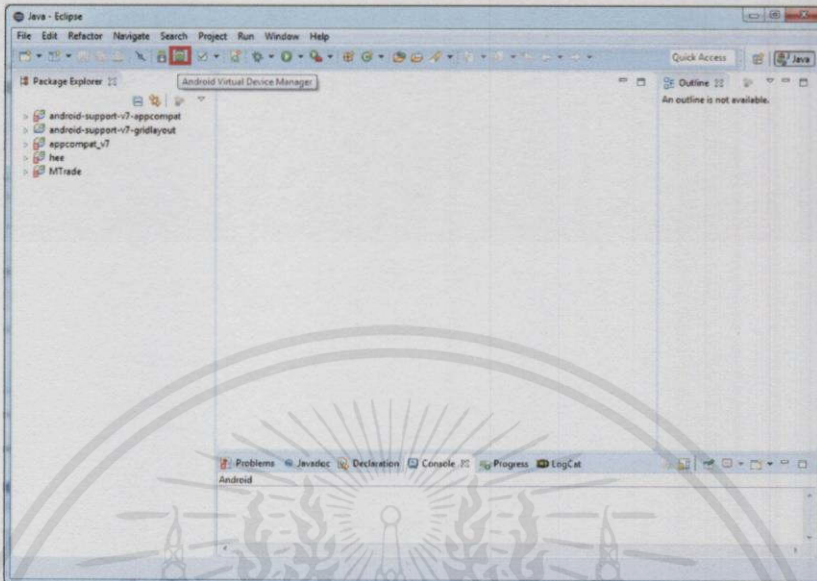 Java - Eclipse
File Edit Refactor Navigate Search Project Run Window Help
Quick Access
Java
Package Explorer
Android Virtual Device Manager
Outline
An outline is not available.
android-support-v7-appcompat
android-support-v7-gridlayout
appcompat_v7
hee
MTrade
Problems Javadoc Declaration Console Progress LogCat
Android